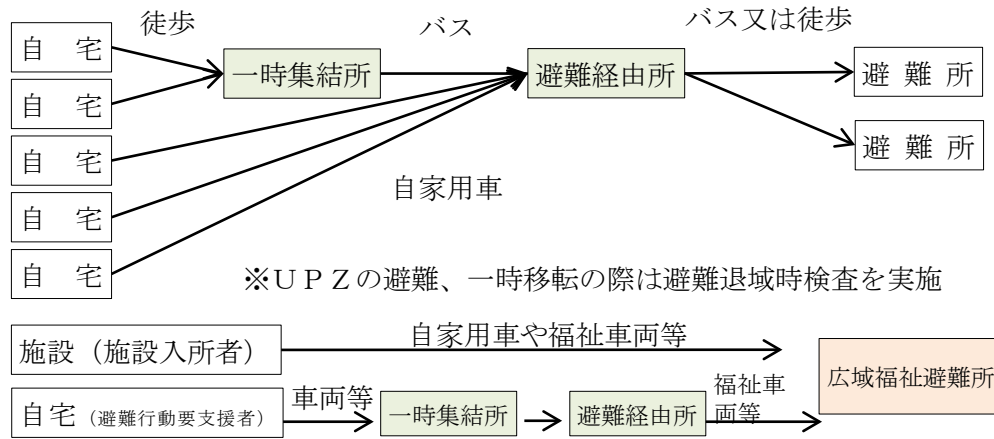 徒歩
バス
バス又は徒歩
自　宅
一時集結所
避難経由所
避 難 所
自　宅
自　宅
避 難 所
自　宅
自家用車
自　宅
※ＵＰＺの避難、一時移転の際は避難退域時検査を実施
施設（施設入所者）
自家用車や福祉車両等
広域福祉避難所
自宅（避難行動要支援者）
車両等
一時集結所
避難経由所
福祉車
両等